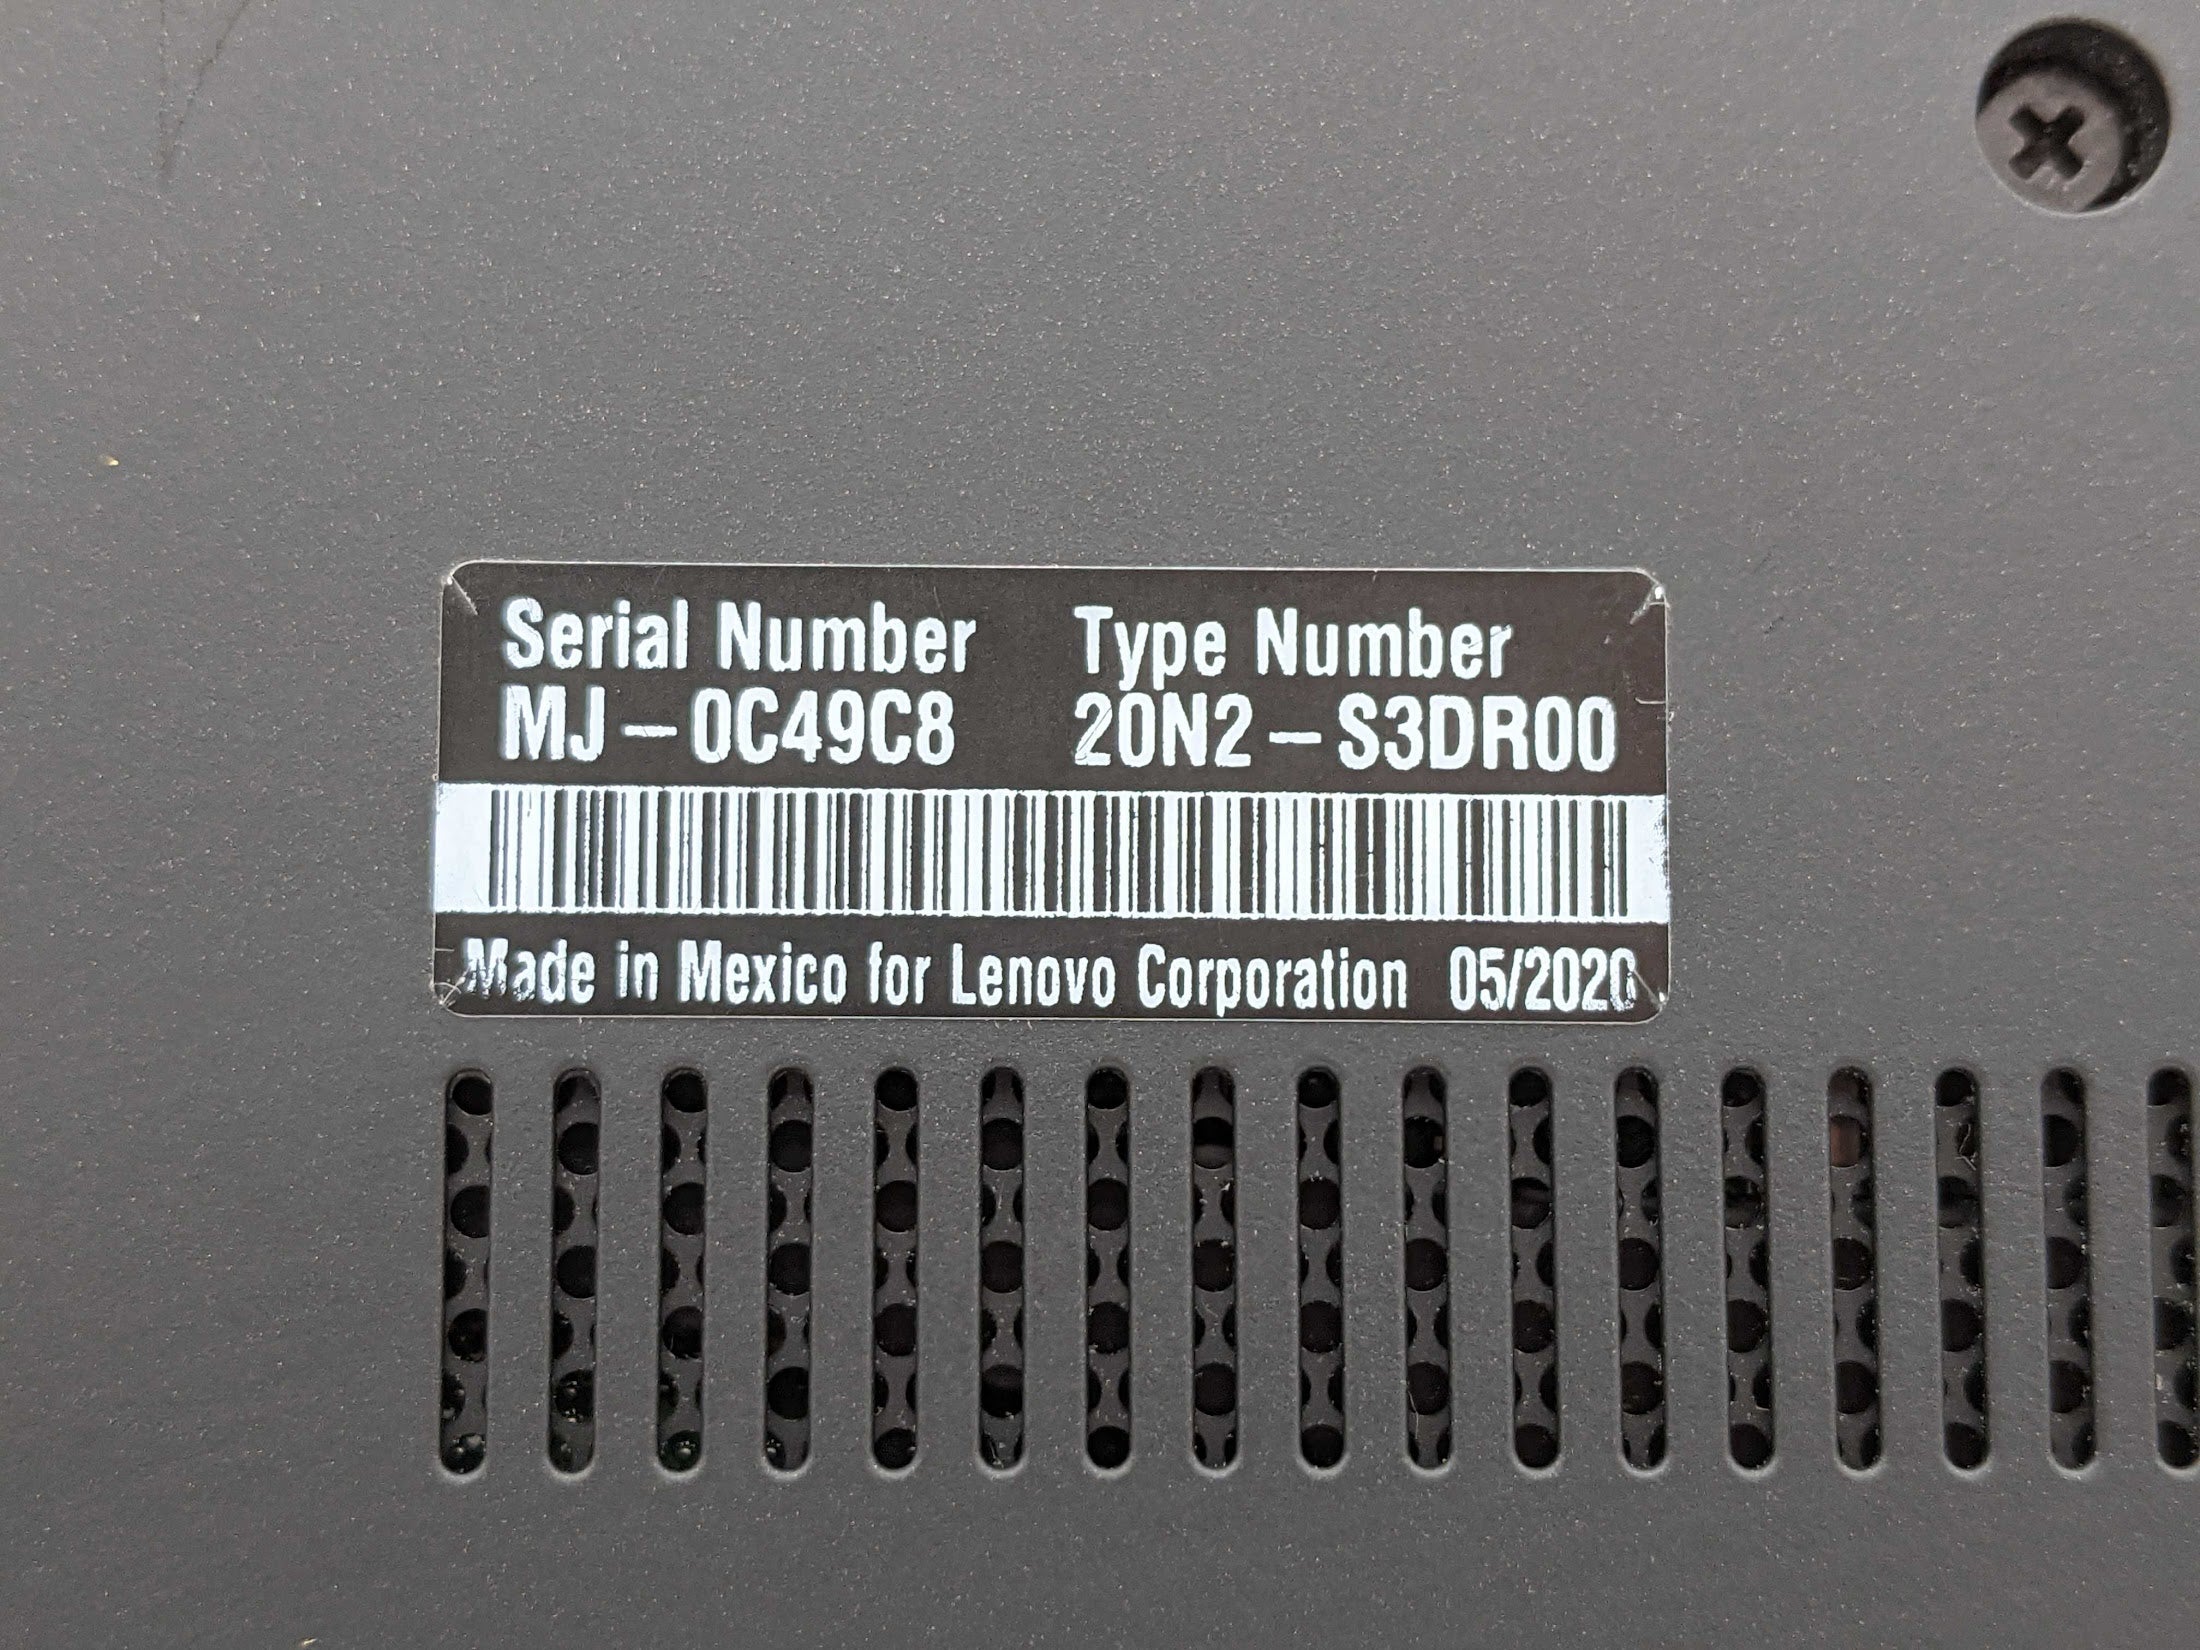 Serial Number Type Number
MJ-0C49C8 20N2-S3DR00
Made in Mexico for Lenovo Corporation 05/2020